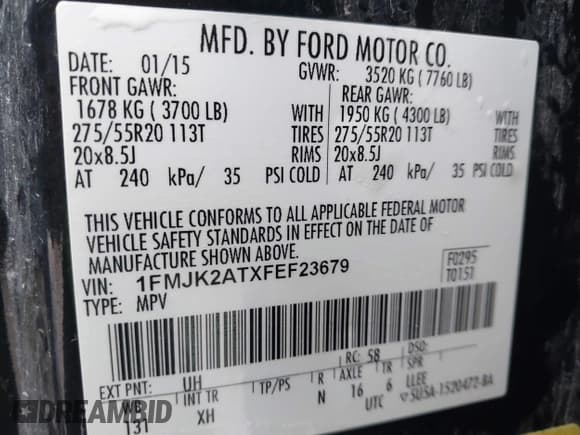 MFD. BY FORD MOTOR CO.
DATE: 01/15 GVWR: 3520 KG ( 7760 LB)
FRONT GAWR: REAR GAWR:
1678 KG ( 3700 LB) WITH 1950 KG ( 4300 LB) WITH
275/55R20 113T TIRES 275/55R20 113T TIRES
20x8.5J RIMS 20x8.5J RIMS
AT 240 kPa/ 35 PSI COLD AT 240 kPa/ 35 PSI COLD
THIS VEHICLE CONFORMS TO ALL APPLICABLE FEDERAL MOTOR
VEHICLE SAFETY STANDARDS IN EFFECT ON THE DATE OF
MANUFACTURE SHOWN ABOVE.
VIN: 1FMJK2ATXFEF23679 F0295
TYPE: MPV T0151
EXT PNT: UH RC: 58 DSO:
WB INT TR TP/PS R AXLE TR SPR
131 XH N 16 6 LLEE
UTC 5U5A-1520472-BA
DREAMBID